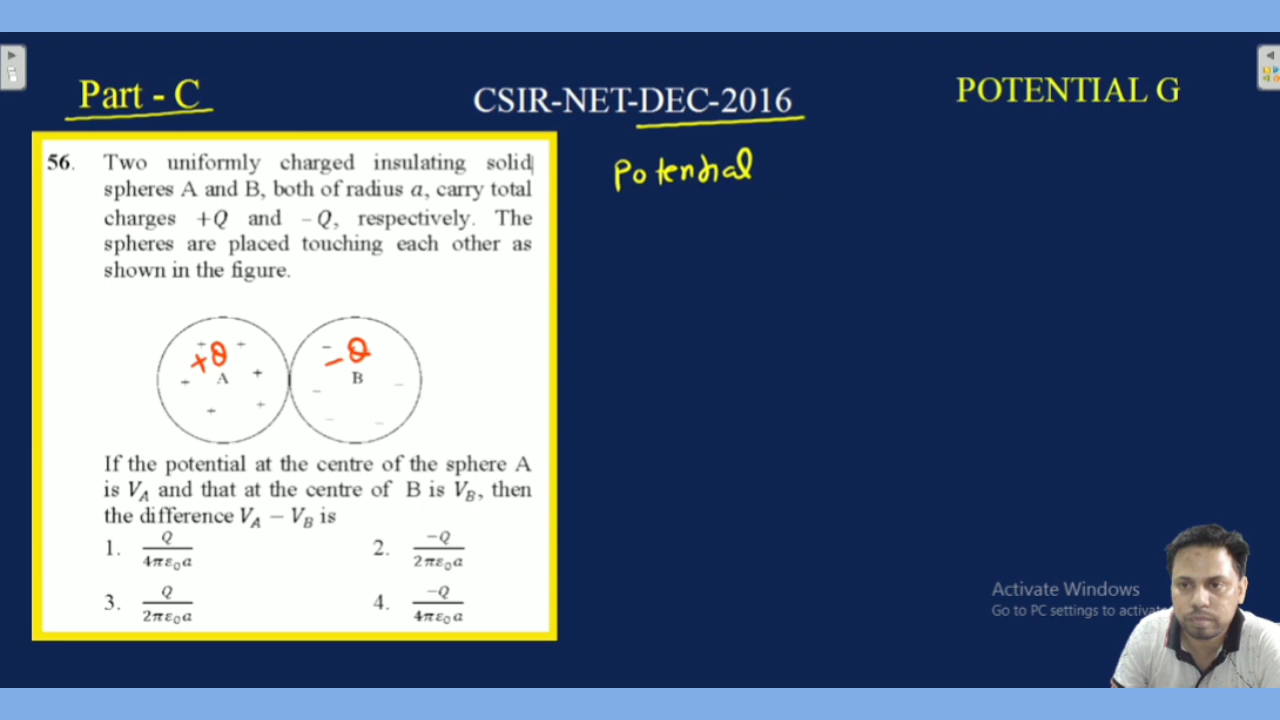 Part - C
CSIR-NET-DEC-2016
POTENTIAL G
Potential
56. Two uniformly charged insulating solid
spheres A and B, both of radius a, carry total
charges +Q and −Q, respectively. The
spheres are placed touching each other as
shown in the figure.
+Q
−Q
A
B
If the potential at the centre of the sphere A
is V_A and that at the centre of B is V_B, then
the difference V_A − V_B is
1. Q/4πε₀a
2. −Q/2πε₀a
3. Q/2πε₀a
4. −Q/4πε₀a
Activate Windows
Go to PC settings to activat